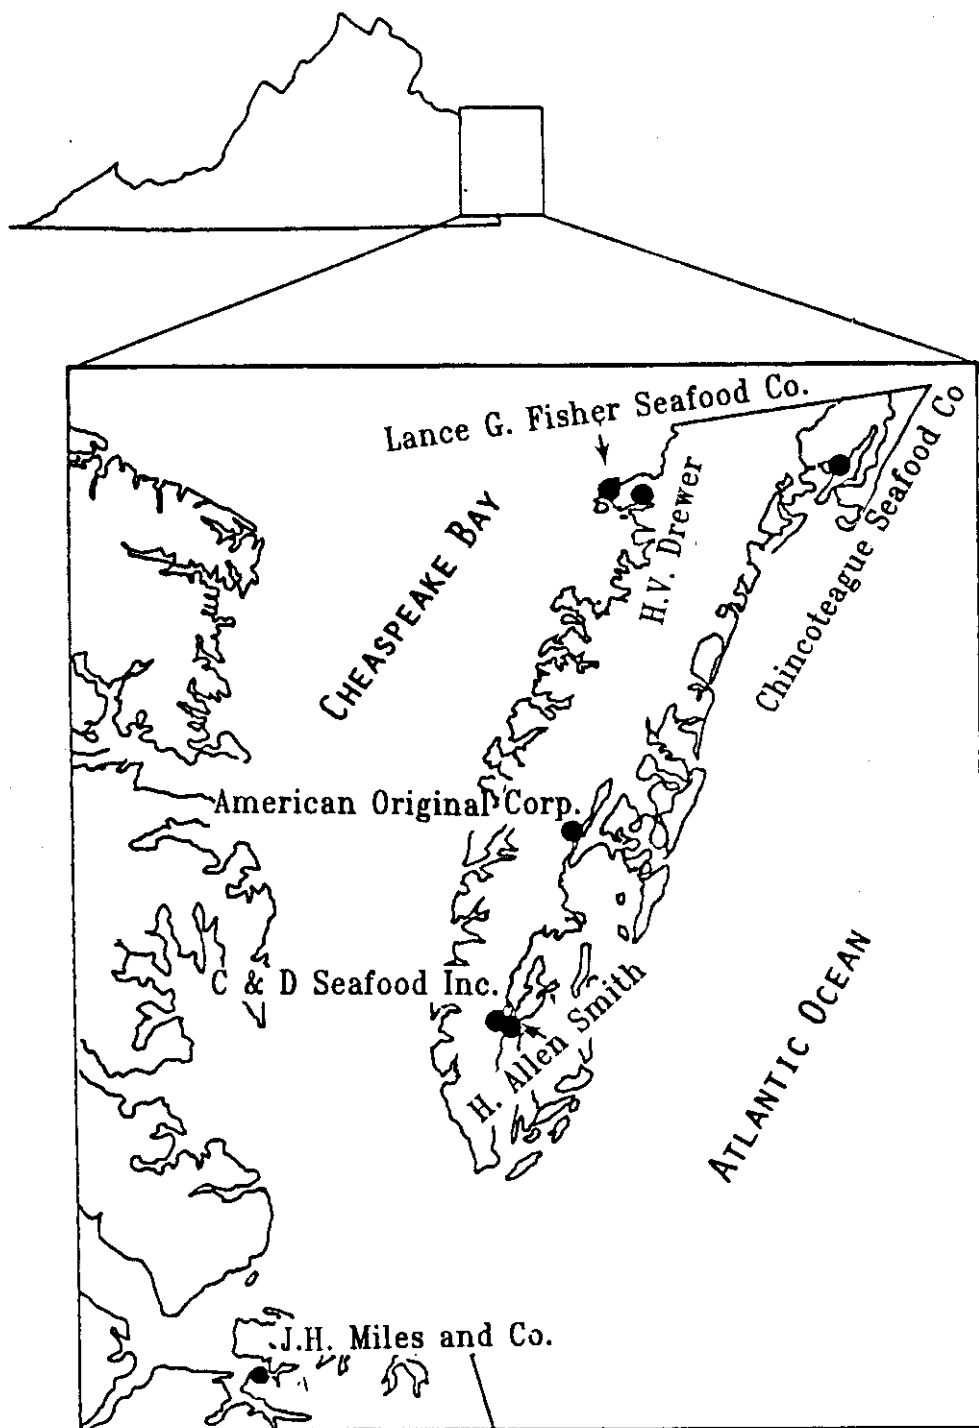 Lance G. Fisher Seafood Co.
H.V. Drewer
Chincoteague Seafood Co
CHEASPEAKE BAY
American Original Corp.
C & D Seafood Inc.
H. Allen Smith
ATLANTIC OCEAN
J.H. Miles and Co.